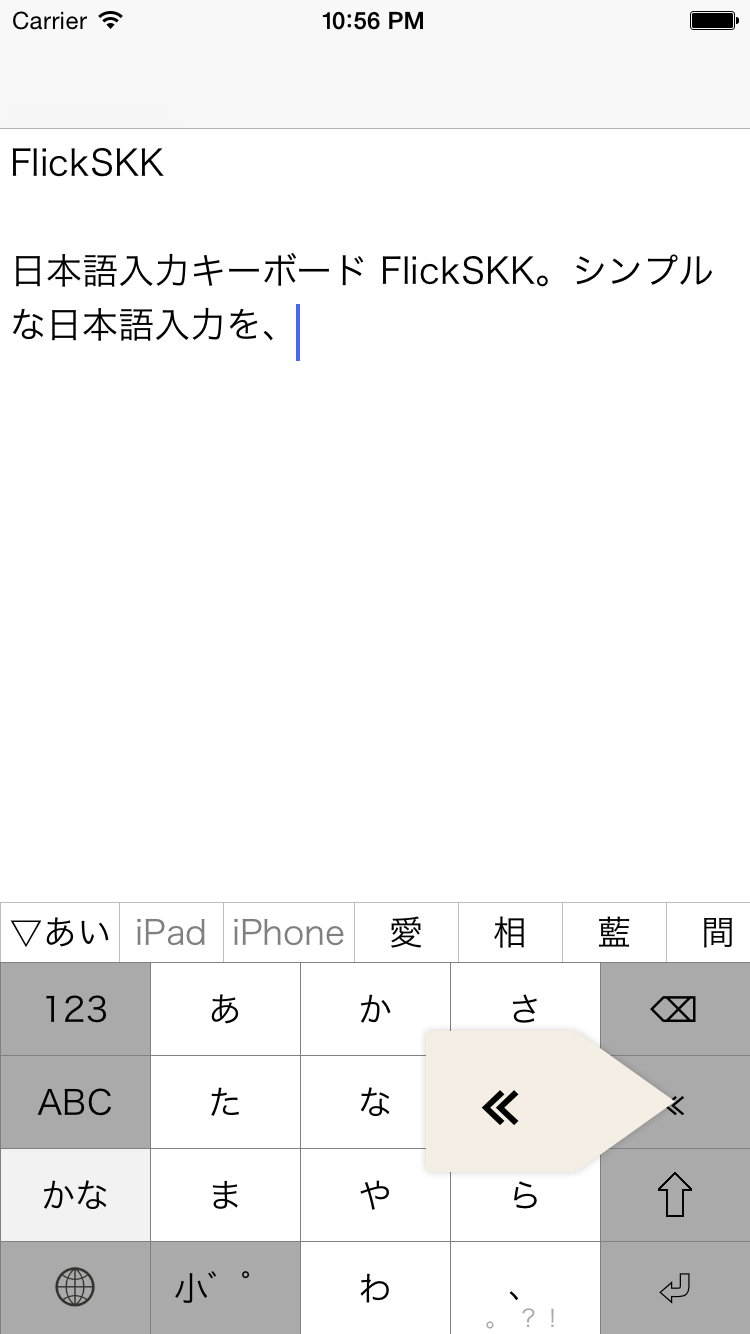 Carrier 10:56 PM
FlickSKK
日本語入力キーボード FlickSKK。シンプル
な日本語入力を、
▽あい iPad iPhone 愛 相 藍 間
123 あ か さ
ABC た な «
かな ま や ら
小゛゜ わ 、
。?!